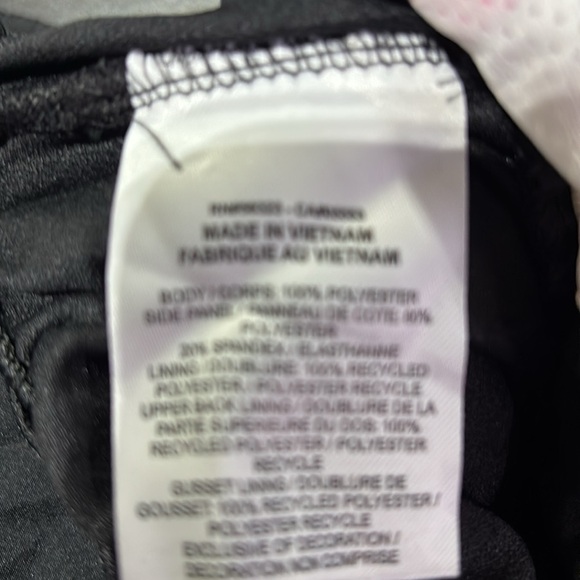 MADE IN VIETNAM
FABRIQUE AU VIETNAM
BODY / CORPS: 100% POLYESTER
SIDE PANEL / PANNEAU DE COTE: 80%
POLYESTER
20% SPANDEX / ELASTHANNE
LINING / DOUBLURE: 100% RECYCLED
POLYESTER / POLYESTER RECYCLE
UPPER BACK LINING / DOUBLURE DE LA
PARTE SUPERIEURE DU DOS: 100%
RECYCLED POLYESTER / POLYESTER
RECYCLE
GUSSET LINING / DOUBLURE DE
GOUSSET: 100% RECYCLED POLYESTER /
POLYESTER RECYCLE
EXCLUSIVE OF DECORATION /
DECORATION NON COMPRISE